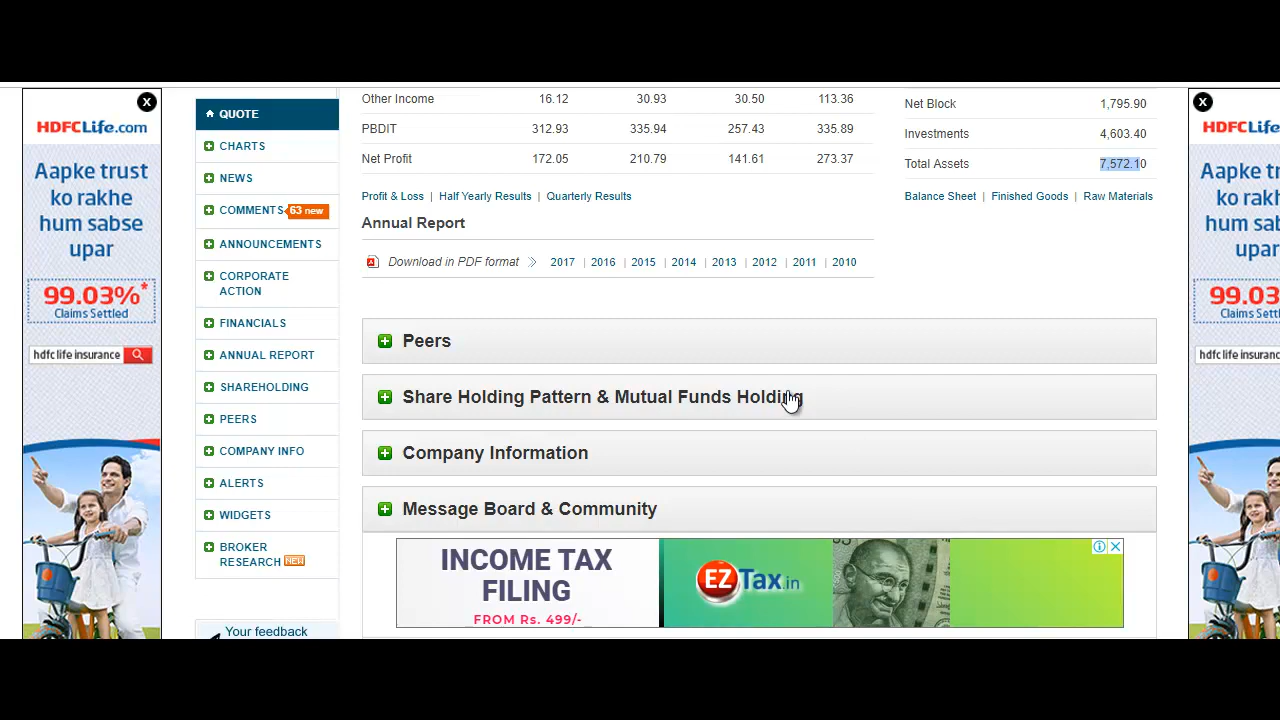 X
HDFCLife.com
Aapke trust
ko rakhe
hum sabse
upar
99.03%*
Claims Settled
hdfc life insurance
QUOTE
CHARTS
NEWS
COMMENTS 63 new
ANNOUNCEMENTS
CORPORATE
ACTION
FINANCIALS
ANNUAL REPORT
SHAREHOLDING
PEERS
COMPANY INFO
ALERTS
WIDGETS
BROKER
RESEARCH NEW
Your feedback
Other Income 16.12 30.93 30.50 113.36
PBDIT 312.93 335.94 257.43 335.89
Net Profit 172.05 210.79 141.61 273.37
Profit & Loss | Half Yearly Results | Quarterly Results
Annual Report
Download in PDF format 2017 | 2016 | 2015 | 2014 | 2013 | 2012 | 2011 | 2010
Net Block 1,795.90
Investments 4,603.40
Total Assets 7,572.10
Balance Sheet | Finished Goods | Raw Materials
Peers
Share Holding Pattern & Mutual Funds Holding
Company Information
Message Board & Community
INCOME TAX
FILING
FROM Rs. 499/-
EZTax.in
X
HDFCLife
Aapke tr
ko rakh
hum sab
upar
99.03
Claims Sett
hdfc life insuranc